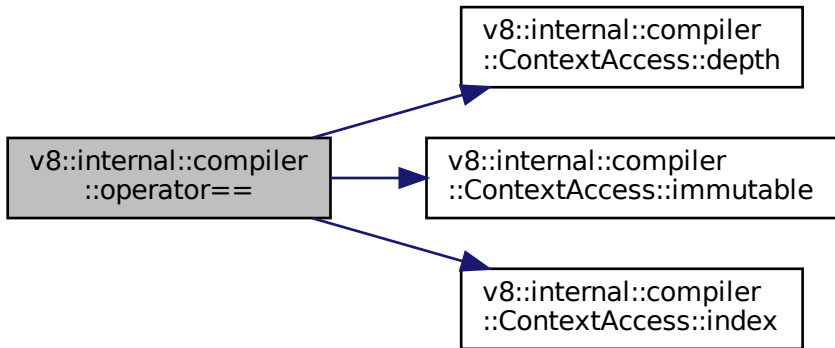 v8::internal::compiler
::ContextAccess::depth
v8::internal::compiler
::operator==
v8::internal::compiler
::ContextAccess::immutable
v8::internal::compiler
::ContextAccess::index